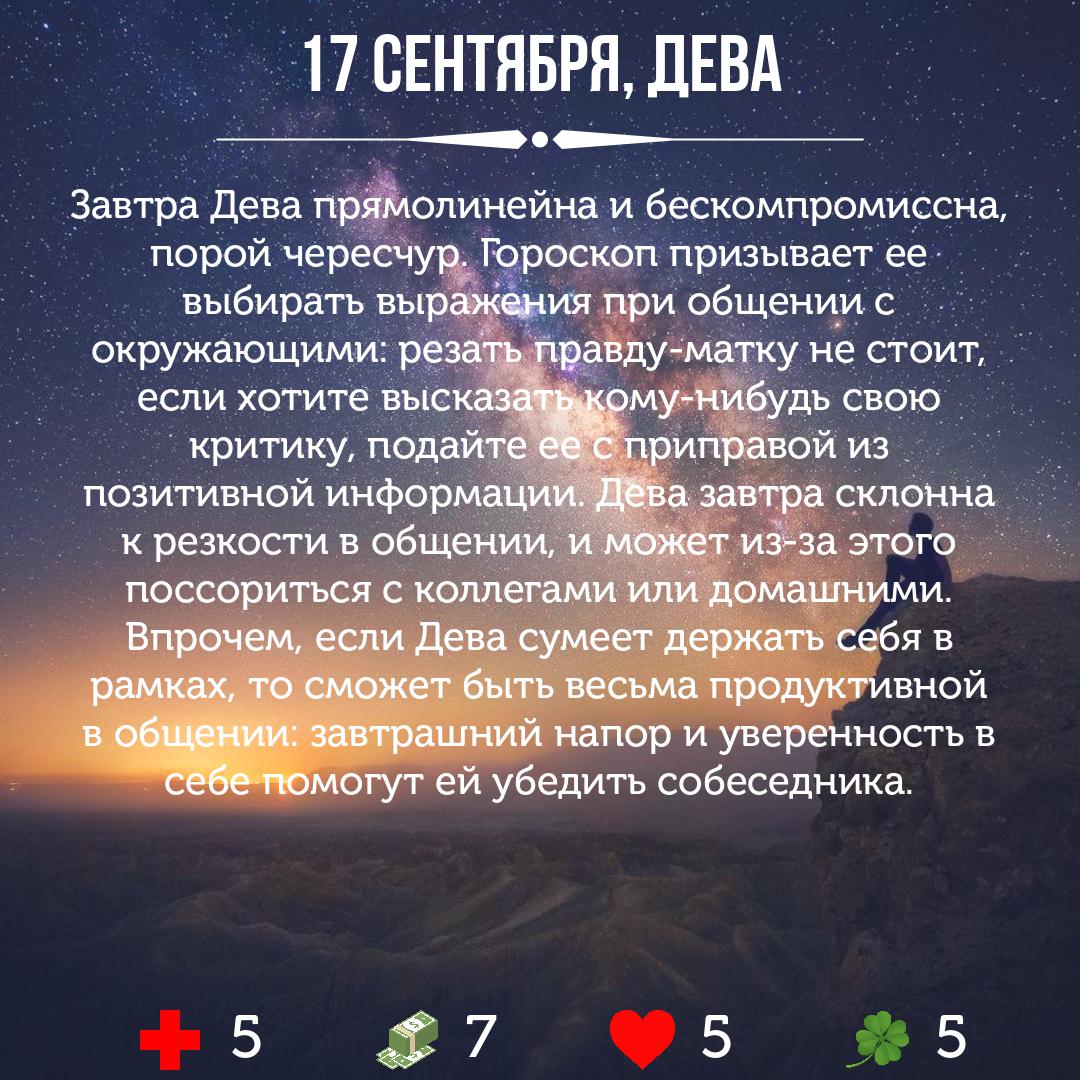 17 СЕНТЯБРЯ, ДЕВА
Завтра Дева прямолинейна и бескомпромиссна,
порой чересчур. Гороскоп призывает ее
выбирать выражения при общении с
окружающими: резать правду-матку не стоит,
если хотите высказать кому-нибудь свою
критику, подайте ее с приправой из
позитивной информации. Дева завтра склонна
к резкости в общении, и может из-за этого
поссориться с коллегами или домашними.
Впрочем, если Дева сумеет держать себя в
рамках, то сможет быть весьма продуктивной
в общении: завтрашний напор и уверенность в
себе помогут ей убедить собеседника.
5 7 5 5